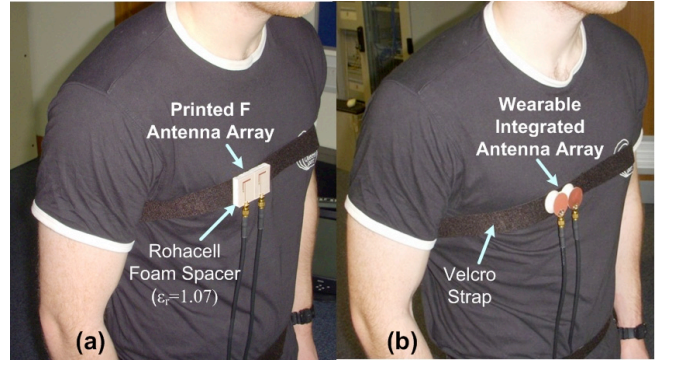 Printed F
Antenna Array
Rohacell
Foam Spacer
(εr=1.07)
(a)
Wearable
Integrated
Antenna Array
Velcro
Strap
(b)